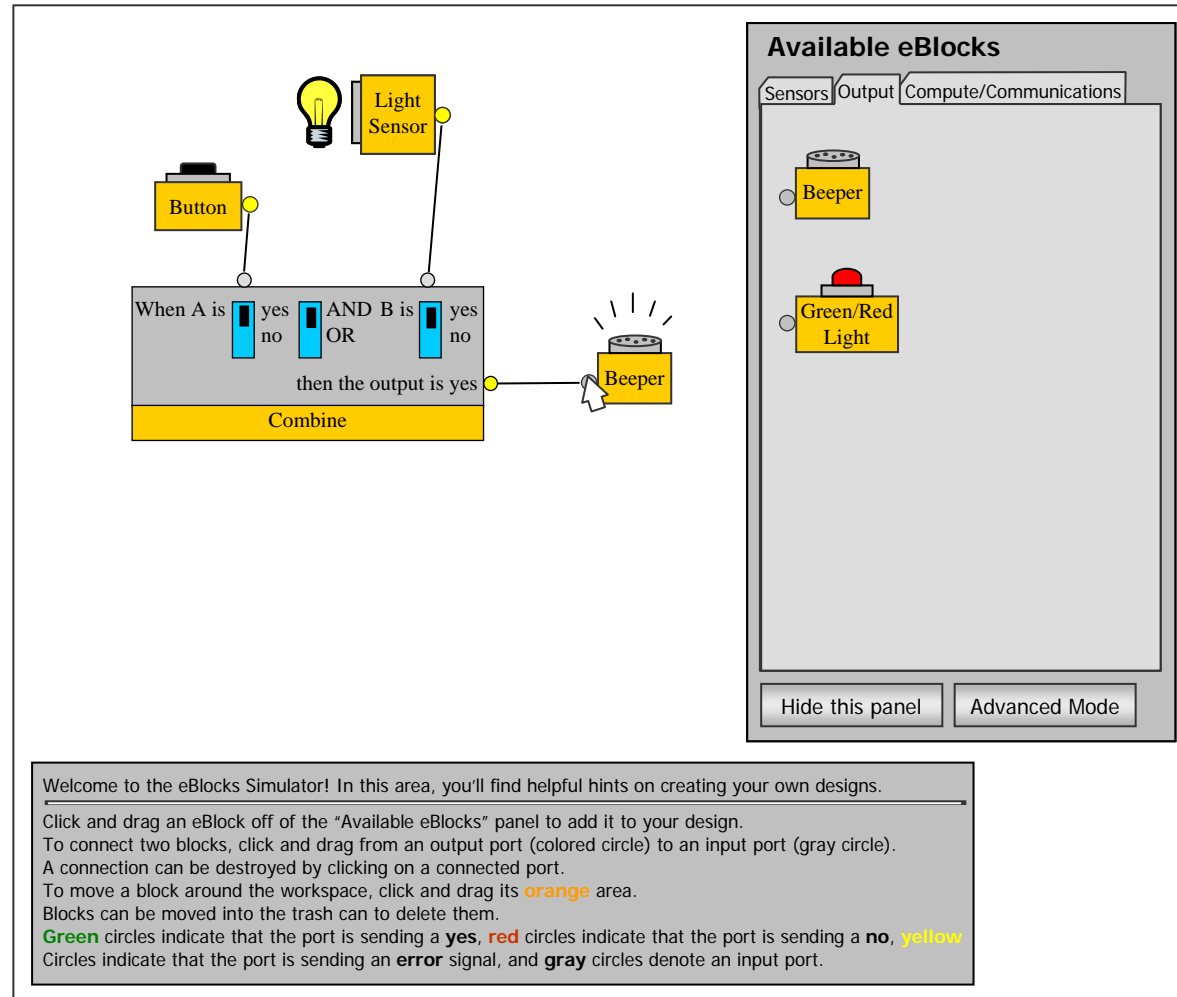 Available eBlocks
Sensors Output Compute/Communications
Light
Sensor
Button
Beeper
When A is yes AND B is yes
no OR no
then the output is yes
Combine
Beeper
Green/Red
Light
Hide this panel Advanced Mode
Welcome to the eBlocks Simulator! In this area, you'll find helpful hints on creating your own designs.
Click and drag an eBlock off of the “Available eBlocks” panel to add it to your design.
To connect two blocks, click and drag from an output port (colored circle) to an input port (gray circle).
A connection can be destroyed by clicking on a connected port.
To move a block around the workspace, click and drag its orange area.
Blocks can be moved into the trash can to delete them.
Green circles indicate that the port is sending a yes, red circles indicate that the port is sending a no, yellow
Circles indicate that the port is sending an error signal, and gray circles denote an input port.